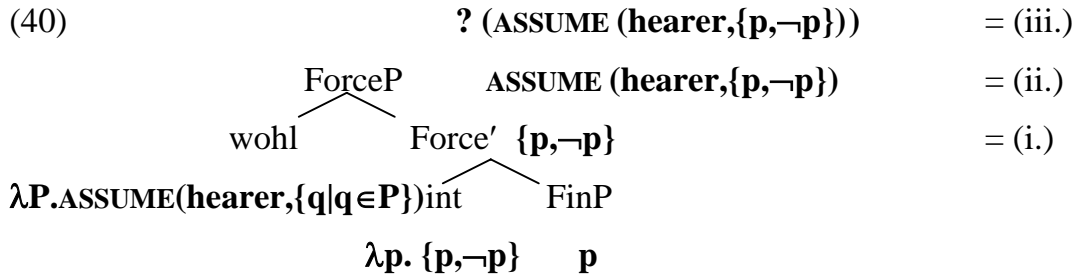 (40) ? (ASSUME (hearer,{p,¬p})) = (iii.)
ForceP ASSUME (hearer,{p,¬p}) = (ii.)
wohl Force′ {p,¬p} = (i.)
λP.ASSUME(hearer,{q|q∈P})int FinP
λp. {p,¬p} p